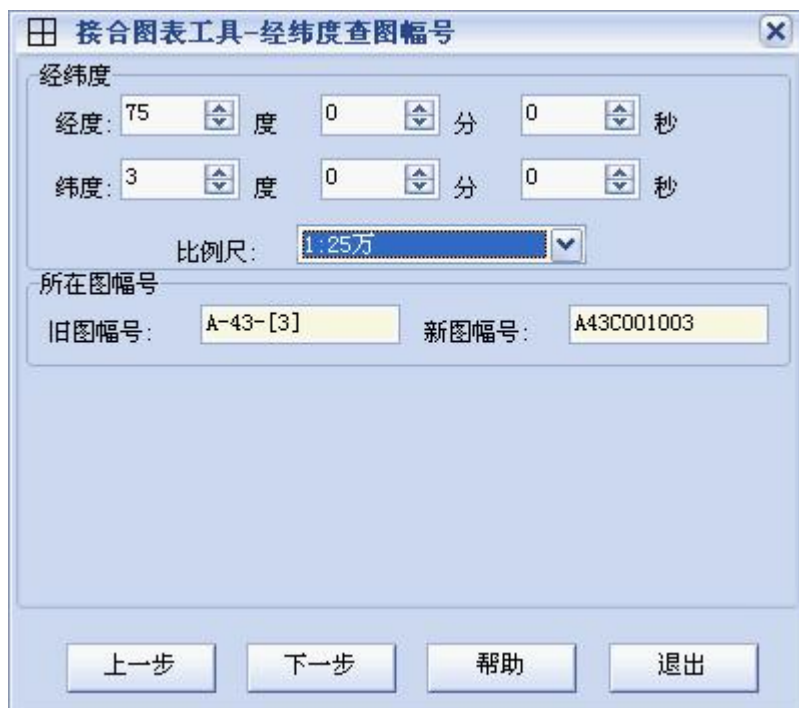 接合图表工具-经纬度查图幅号
经纬度
经度: 75 度 0 分 0 秒
纬度: 3 度 0 分 0 秒
比例尺: 1:25万
所在图幅号
旧图幅号: A-43-[3] 新图幅号: A43C001003
上一步 下一步 帮助 退出